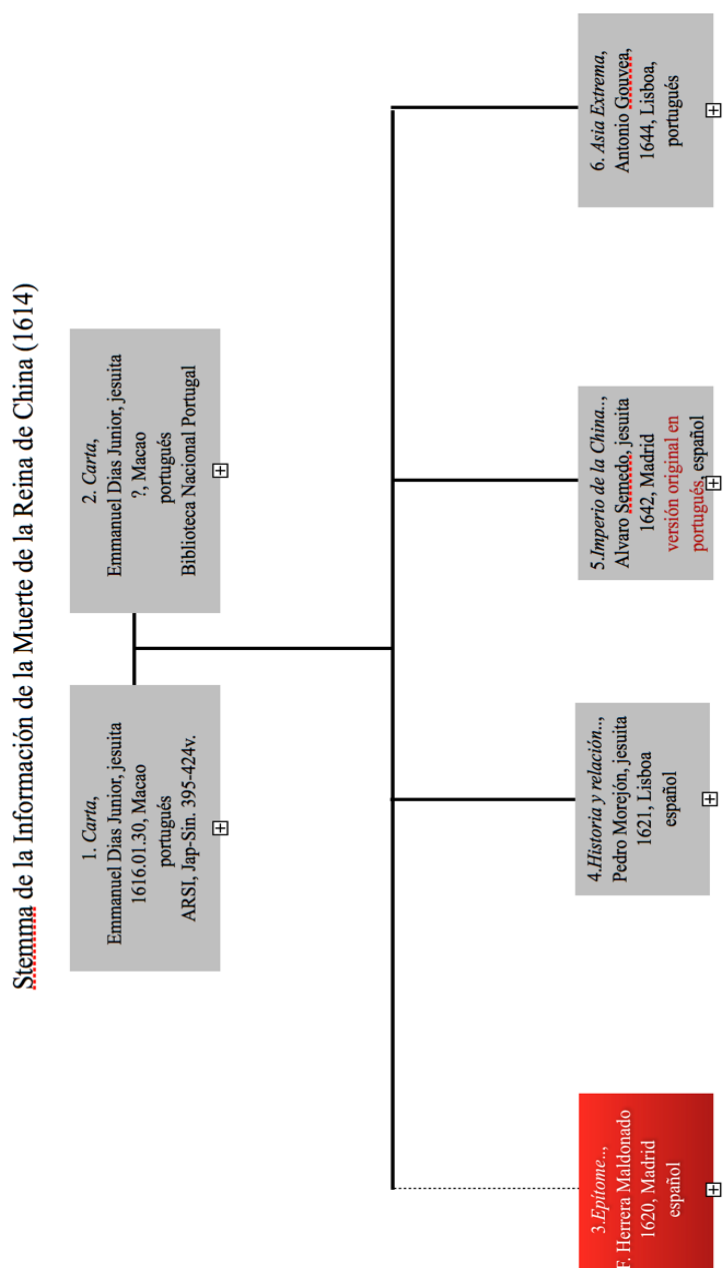 Stemma de la Información de la Muerte de la Reina de China (1614)
1. Carta,
Emmanuel Dias Junior, jesuita
1616.01.30, Macao
portugués
ARSI, Jap-Sin. 395-424v.
2. Carta,
Emmanuel Dias Junior, jesuita
?, Macao
portugués
Biblioteca Nacional Portugal
3.Epítome..,
F. Herrera Maldonado
1620, Madrid
español
4.Historia y relación..,
Pedro Morejón, jesuita
1621, Lisboa
español
5.Imperio de la China..,
Alvaro Semedo, jesuita
1642, Madrid
versión original en
portugués, español
6. Asia Extrema,
Antonio Gouvea,
1644, Lisboa,
portugués